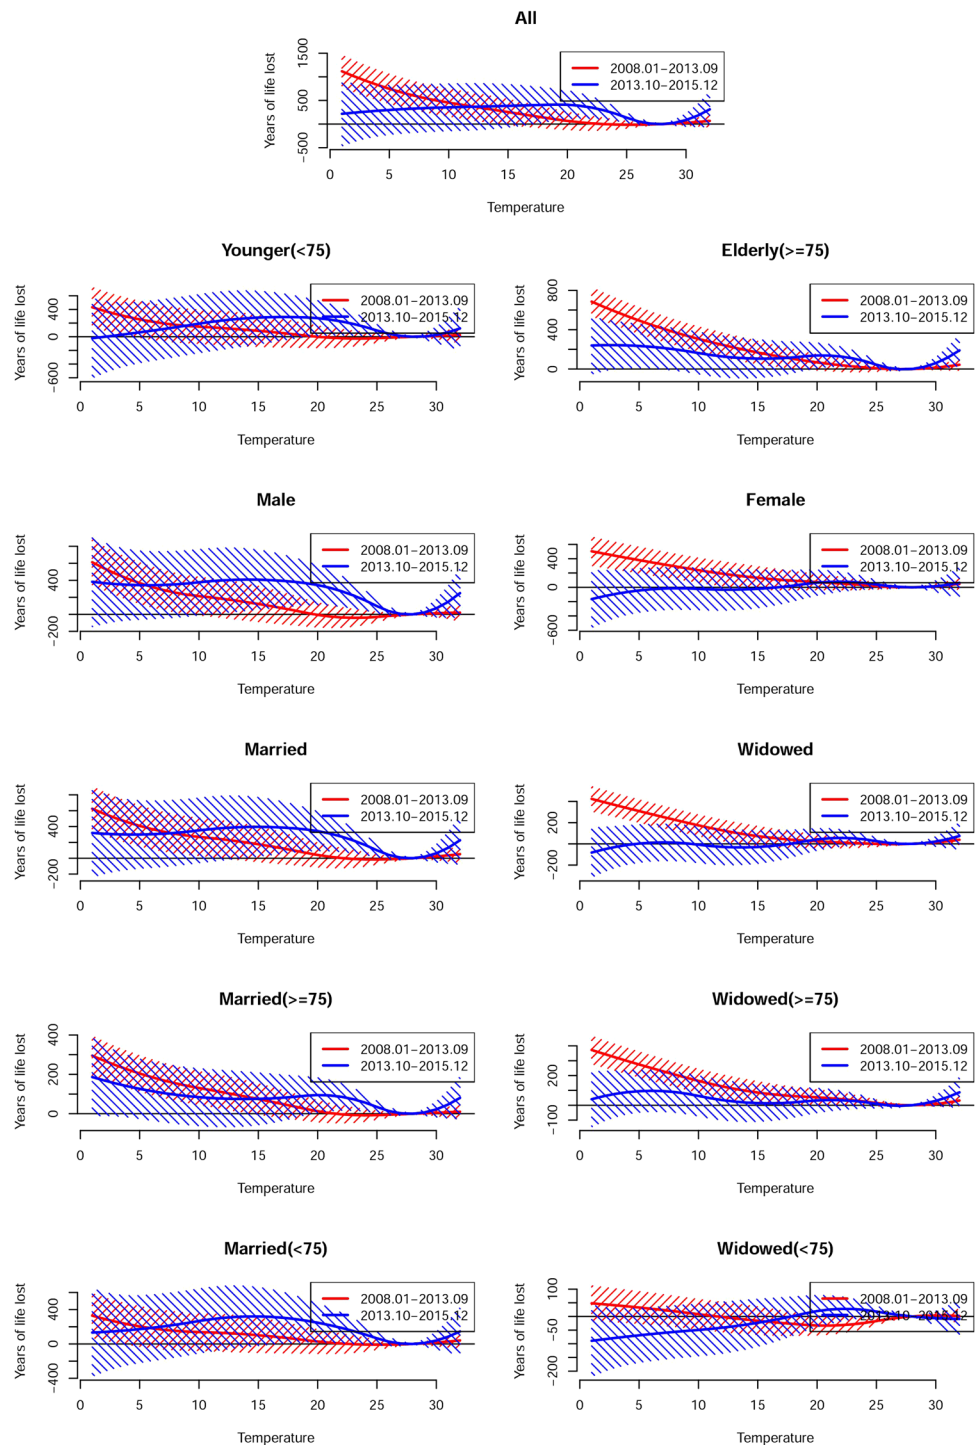 All
Years of life lost
1500
500
−500
2008.01−2013.09
2013.10−2015.12
0 5 10 15 20 25 30
Temperature
Younger(<75)
Years of life lost
400
0
−600
2008.01−2013.09
2013.10−2015.12
0 5 10 15 20 25 30
Temperature
Elderly(>=75)
Years of life lost
800
400
0
2008.01−2013.09
2013.10−2015.12
0 5 10 15 20 25 30
Temperature
Male
Years of life lost
400
−200
2008.01−2013.09
2013.10−2015.12
0 5 10 15 20 25 30
Temperature
Female
Years of life lost
400
0
−600
2008.01−2013.09
2013.10−2015.12
0 5 10 15 20 25 30
Temperature
Married
Years of life lost
400
−200
2008.01−2013.09
2013.10−2015.12
0 5 10 15 20 25 30
Temperature
Widowed
Years of life lost
200
−200
2008.01−2013.09
2013.10−2015.12
0 5 10 15 20 25 30
Temperature
Married(>=75)
Years of life lost
400
200
0
2008.01−2013.09
2013.10−2015.12
0 5 10 15 20 25 30
Temperature
Widowed(>=75)
Years of life lost
200
−100
2008.01−2013.09
2013.10−2015.12
0 5 10 15 20 25 30
Temperature
Married(<75)
Years of life lost
400
0
−400
2008.01−2013.09
2013.10−2015.12
0 5 10 15 20 25 30
Temperature
Widowed(<75)
Years of life lost
100
−50
−200
2008.01−2013.09
2013.10−2015.12
0 5 10 15 20 25 30
Temperature